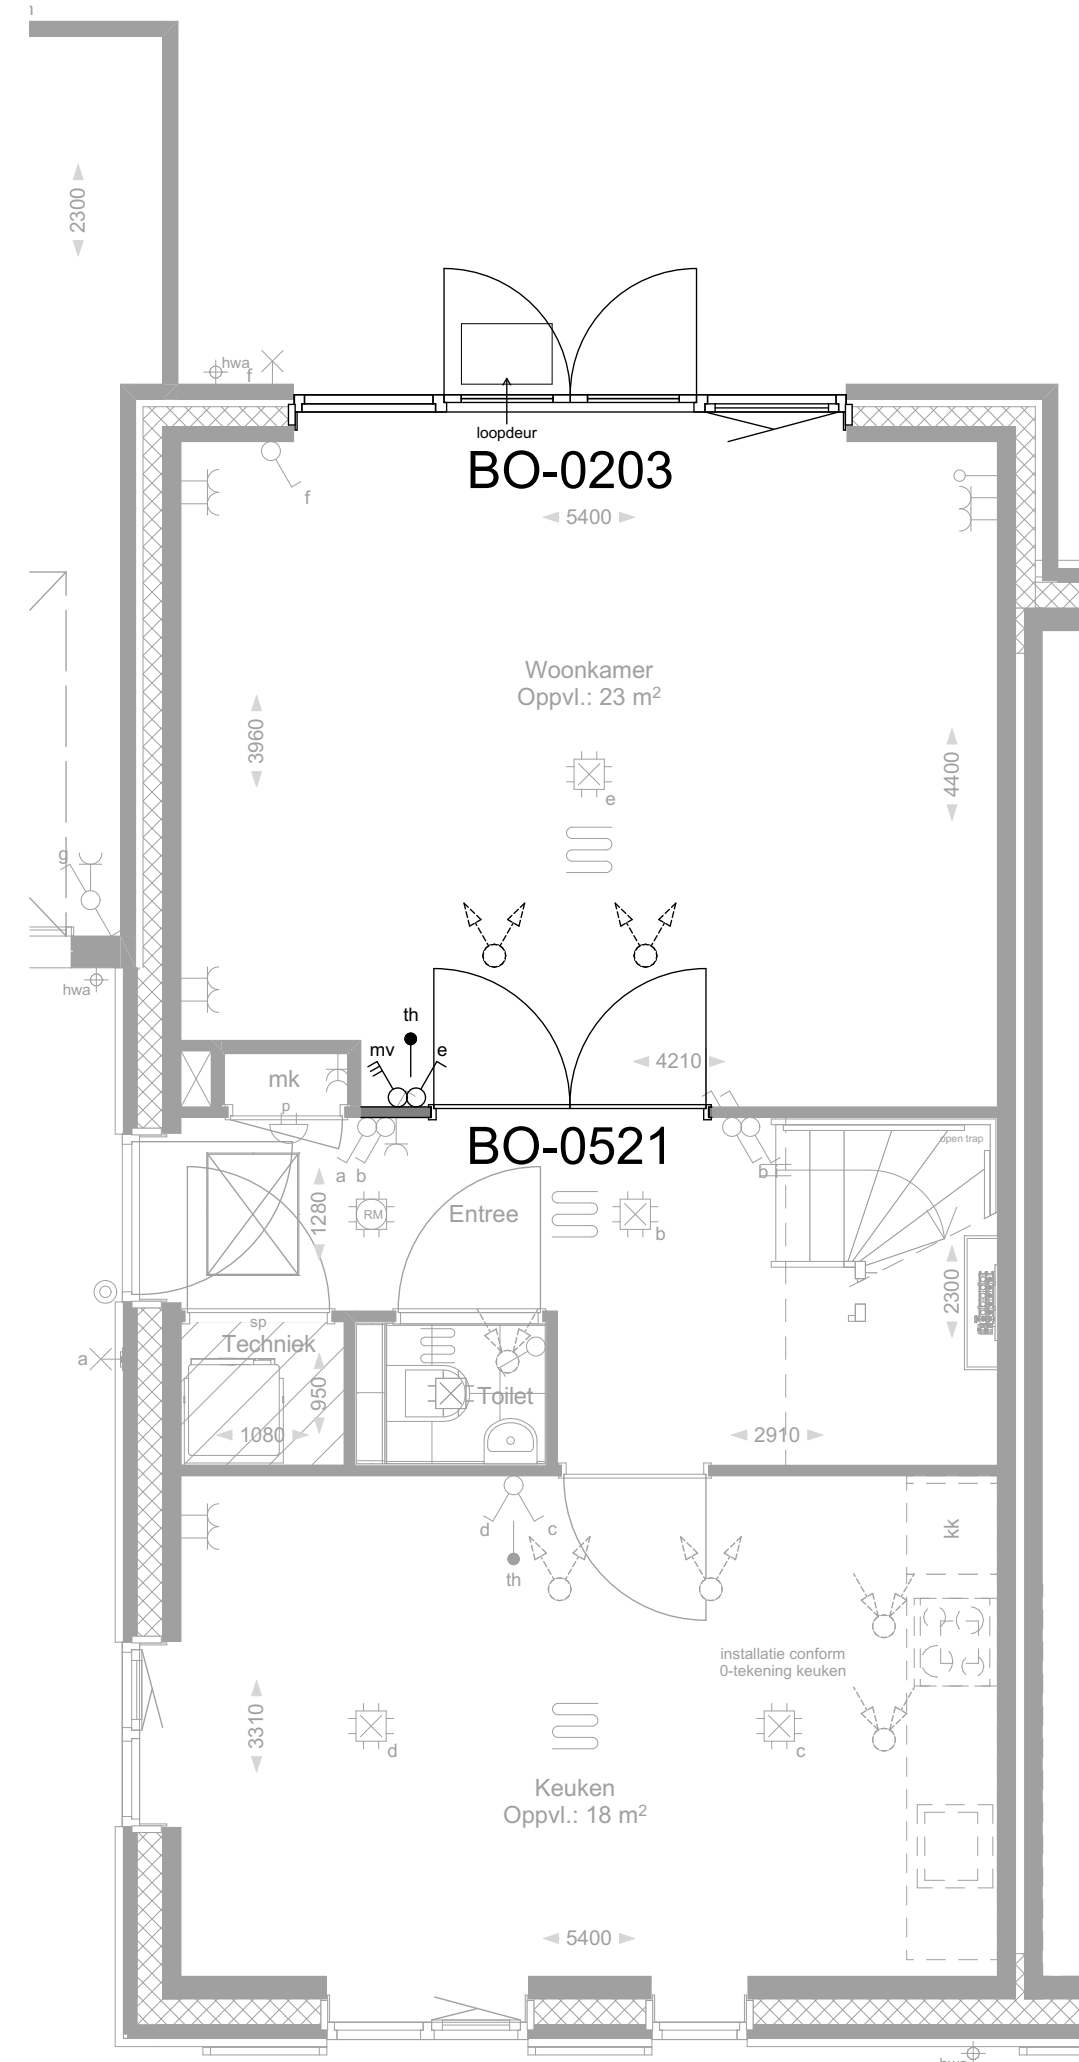 2300
hwa
f
loopdeur
BO-0203
f
5400
Woonkamer
Oppvl.: 23 m²
3960
4400
e
g
hwa
th
mv
e
4210
mk
p
BO-0521
open trap
a b
b
1280
RM
Entree
b
2300
sp
Techniek
a
950
Toilet
1080
2910
d
c
kk
th
installatie conform
0-tekening keuken
3310
d
c
Keuken
Oppvl.: 18 m²
5400